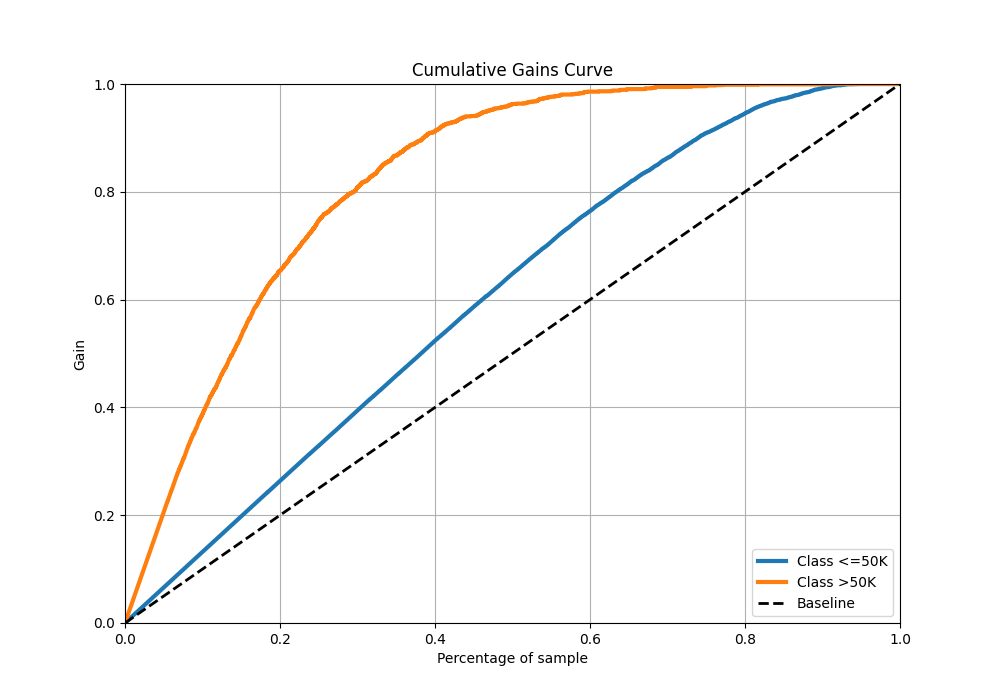 Cumulative Gains Curve
Gain
1.0
0.8
0.6
0.4
0.2
0.0
0.0 0.2 0.4 0.6 0.8 1.0
Percentage of sample
Class <=50K
Class >50K
Baseline